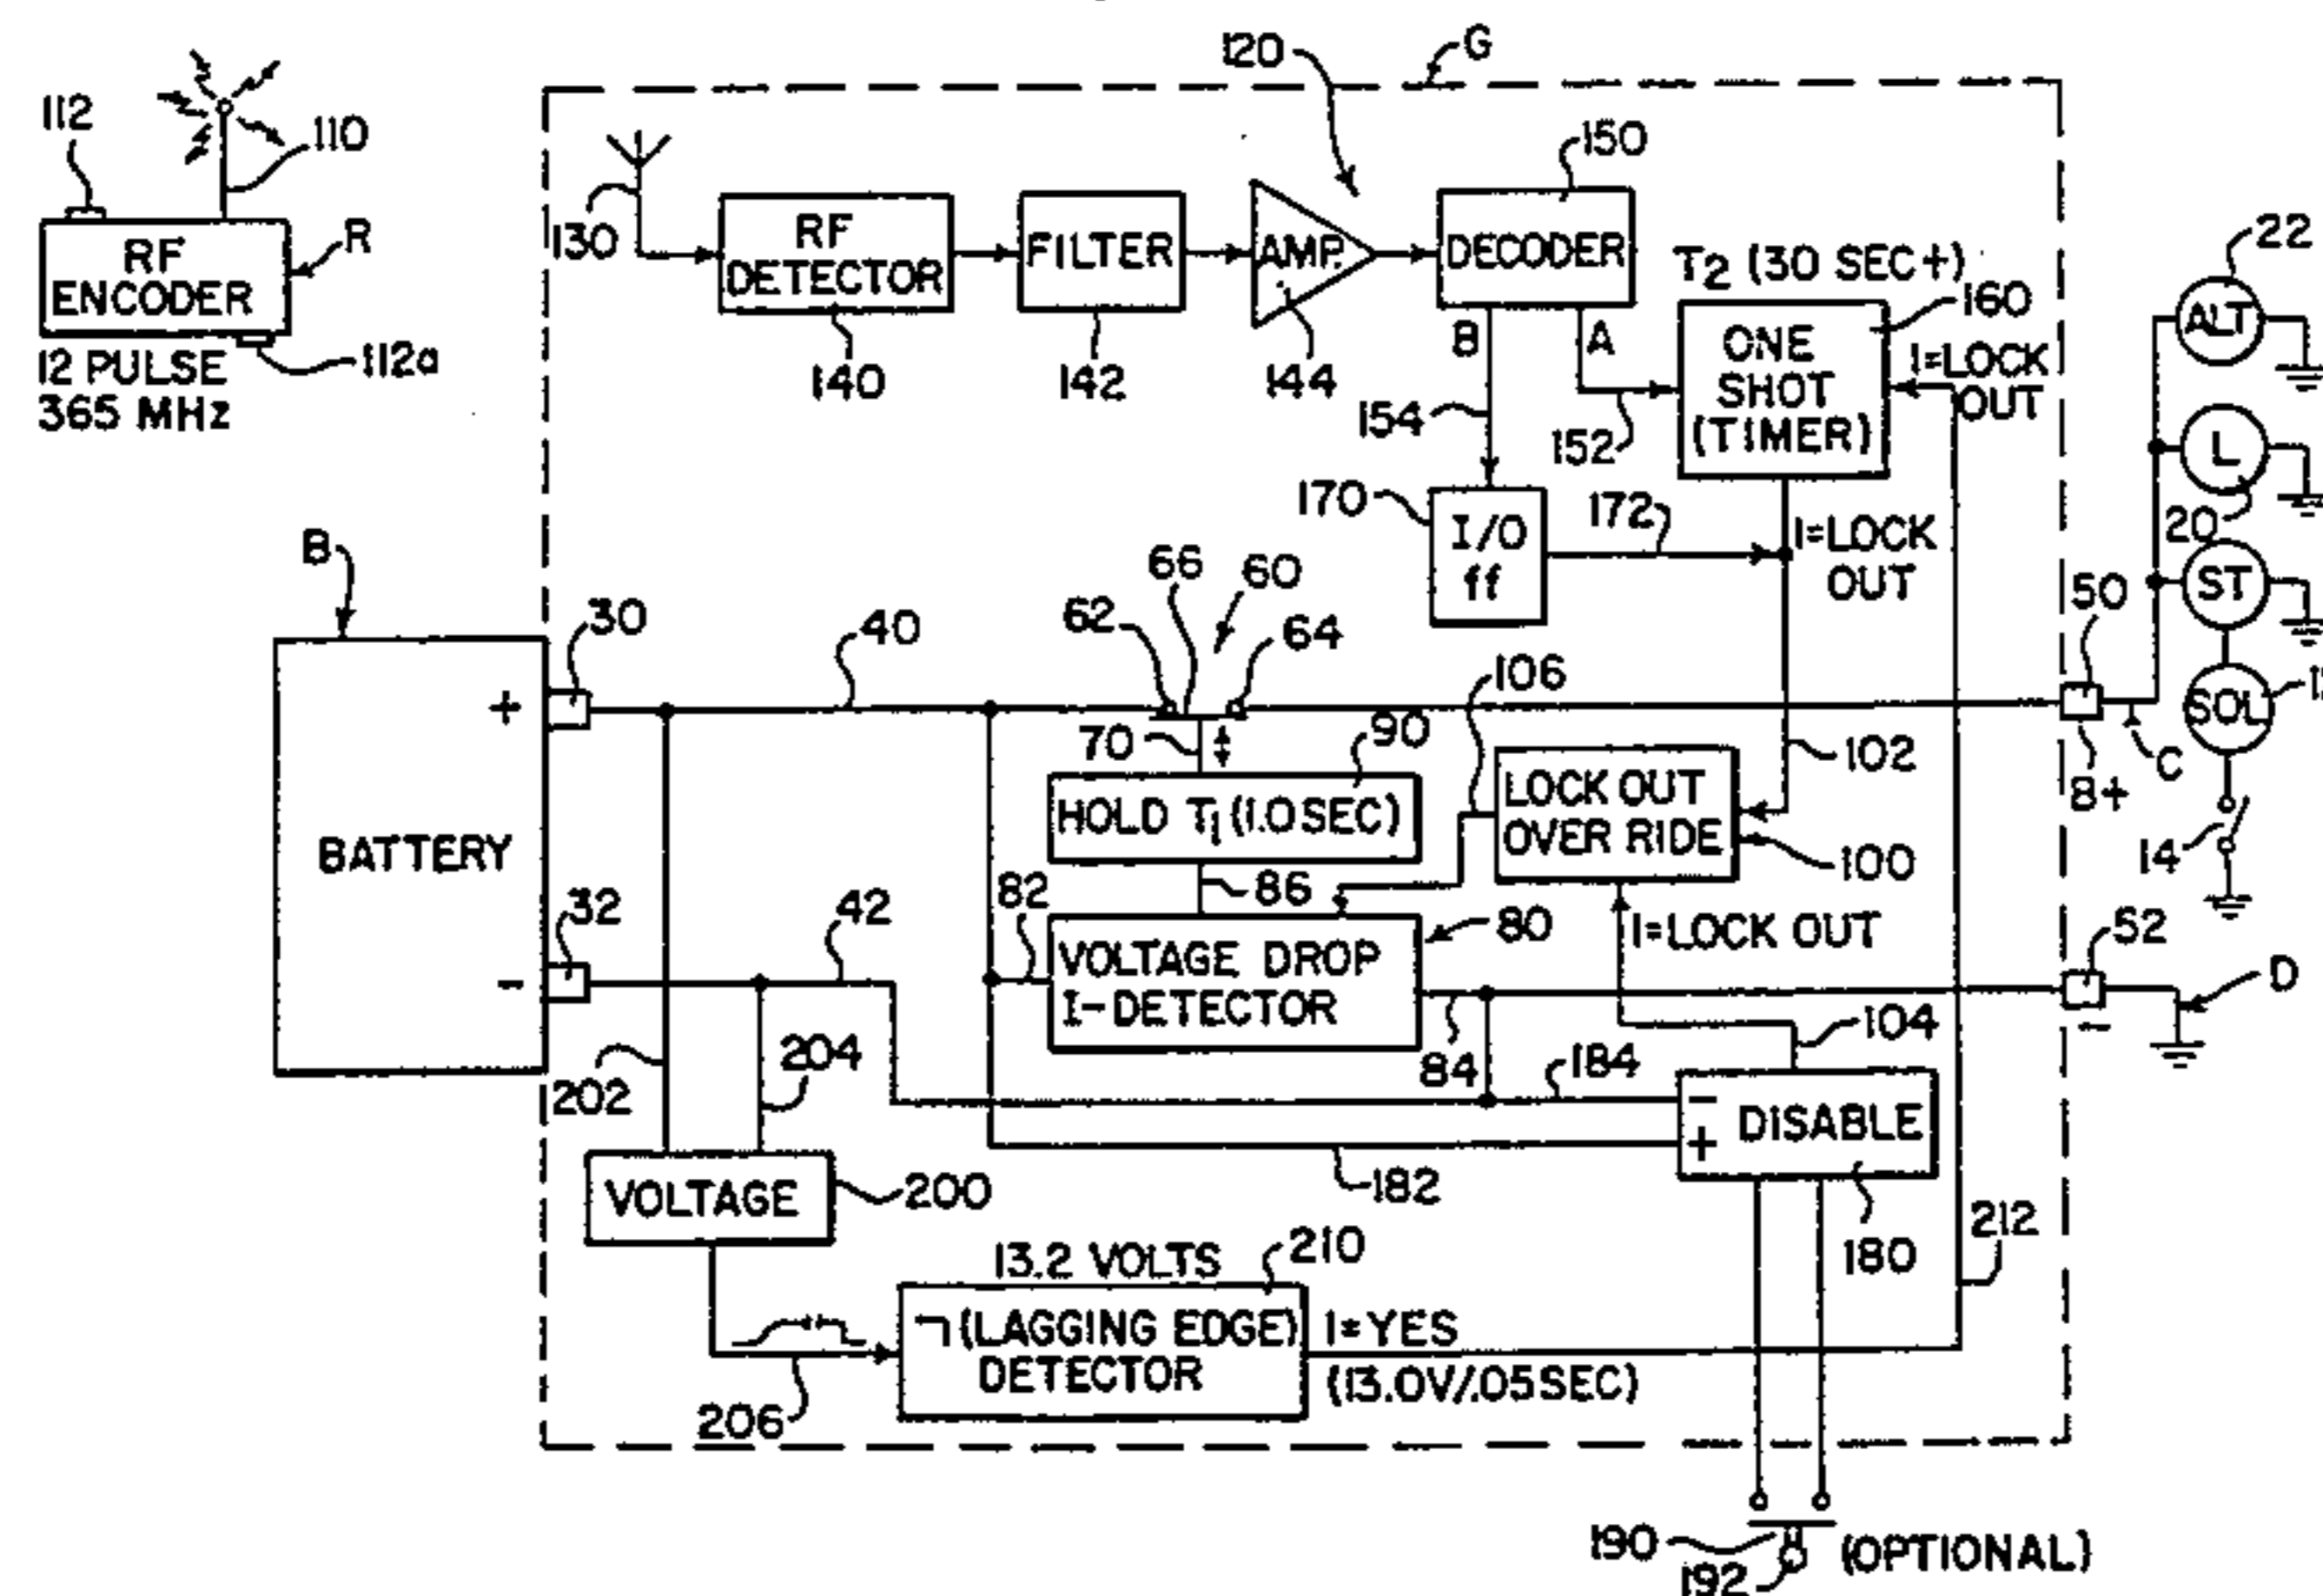 120
G
112
110
150
130
RF
DETECTOR
FILTER
AMP.
DECODER
R
RF
ENCODER
T2 (30 SEC+)
160
22
ALT
112a
12 PULSE
365 MHz
140
142
144
B
A
ONE
SHOT
(TIMER)
1=LOCK
OUT
154
152
L
20
170
I/O
ff
172
1=LOCK
OUT
ST
B
66
60
50
30
40
62
64
106
SOL
+
70
90
102
C
B+
BATTERY
HOLD T1 (1.0 SEC)
LOCK OUT
OVER RIDE
100
14
32
42
82
86
1=LOCK OUT
52
-
VOLTAGE DROP
I-DETECTOR
80
D
-
204
84
184
104
202
-
+
DISABLE
VOLTAGE
200
182
180
212
13.2 VOLTS
210
(LAGGING EDGE)
DETECTOR
1=YES
(13.0V/.05SEC)
206
190
192
(OPTIONAL)